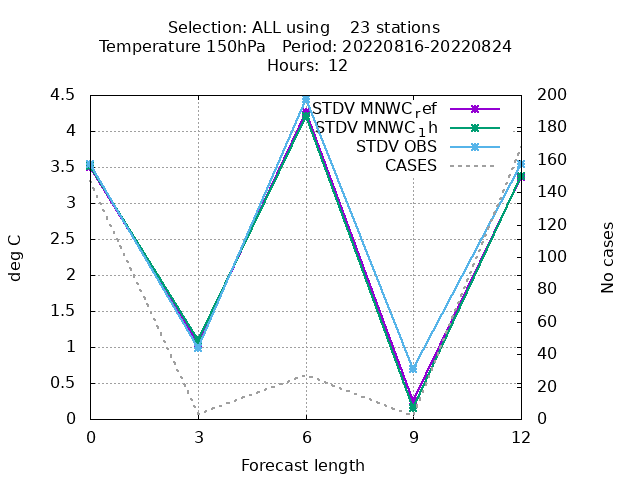 Selection: ALL using    23 stations
Temperature 150hPa   Period: 20220816-20220824
Hours: 12
STDV MNWC_ref
STDV MNWC_1h
STDV OBS
CASES
4.5
4
3.5
3
2.5
2
1.5
1
0.5
0
200
180
160
140
120
100
80
60
40
20
0
deg C
No cases
0
3
6
9
12
Forecast length